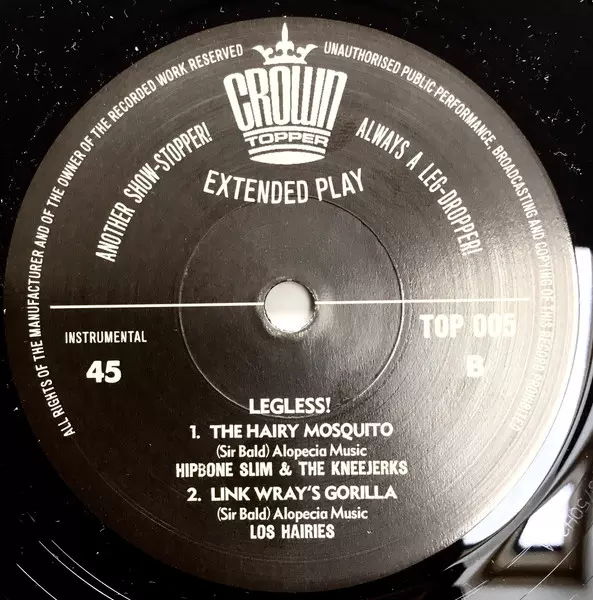 ALL RIGHTS OF THE MANUFACTURER AND OF THE OWNER OF THE RECORDED WORK RESERVED
UNAUTHORISED PUBLIC PERFORMANCE, BROADCASTING AND COPYING OF THIS RECORD PROHIBITED
CROWN
TOPPER
ANOTHER SHOW-STOPPER!
ALWAYS A LEG-DROPPER!
EXTENDED PLAY
INSTRUMENTAL
TOP 005
45
B
LEGLESS!
1. THE HAIRY MOSQUITO
(Sir Bald) Alopecia Music
HIPBONE SLIM & THE KNEEJERKS
2. LINK WRAY'S GORILLA
(Sir Bald) Alopecia Music
LOS HAIRIES